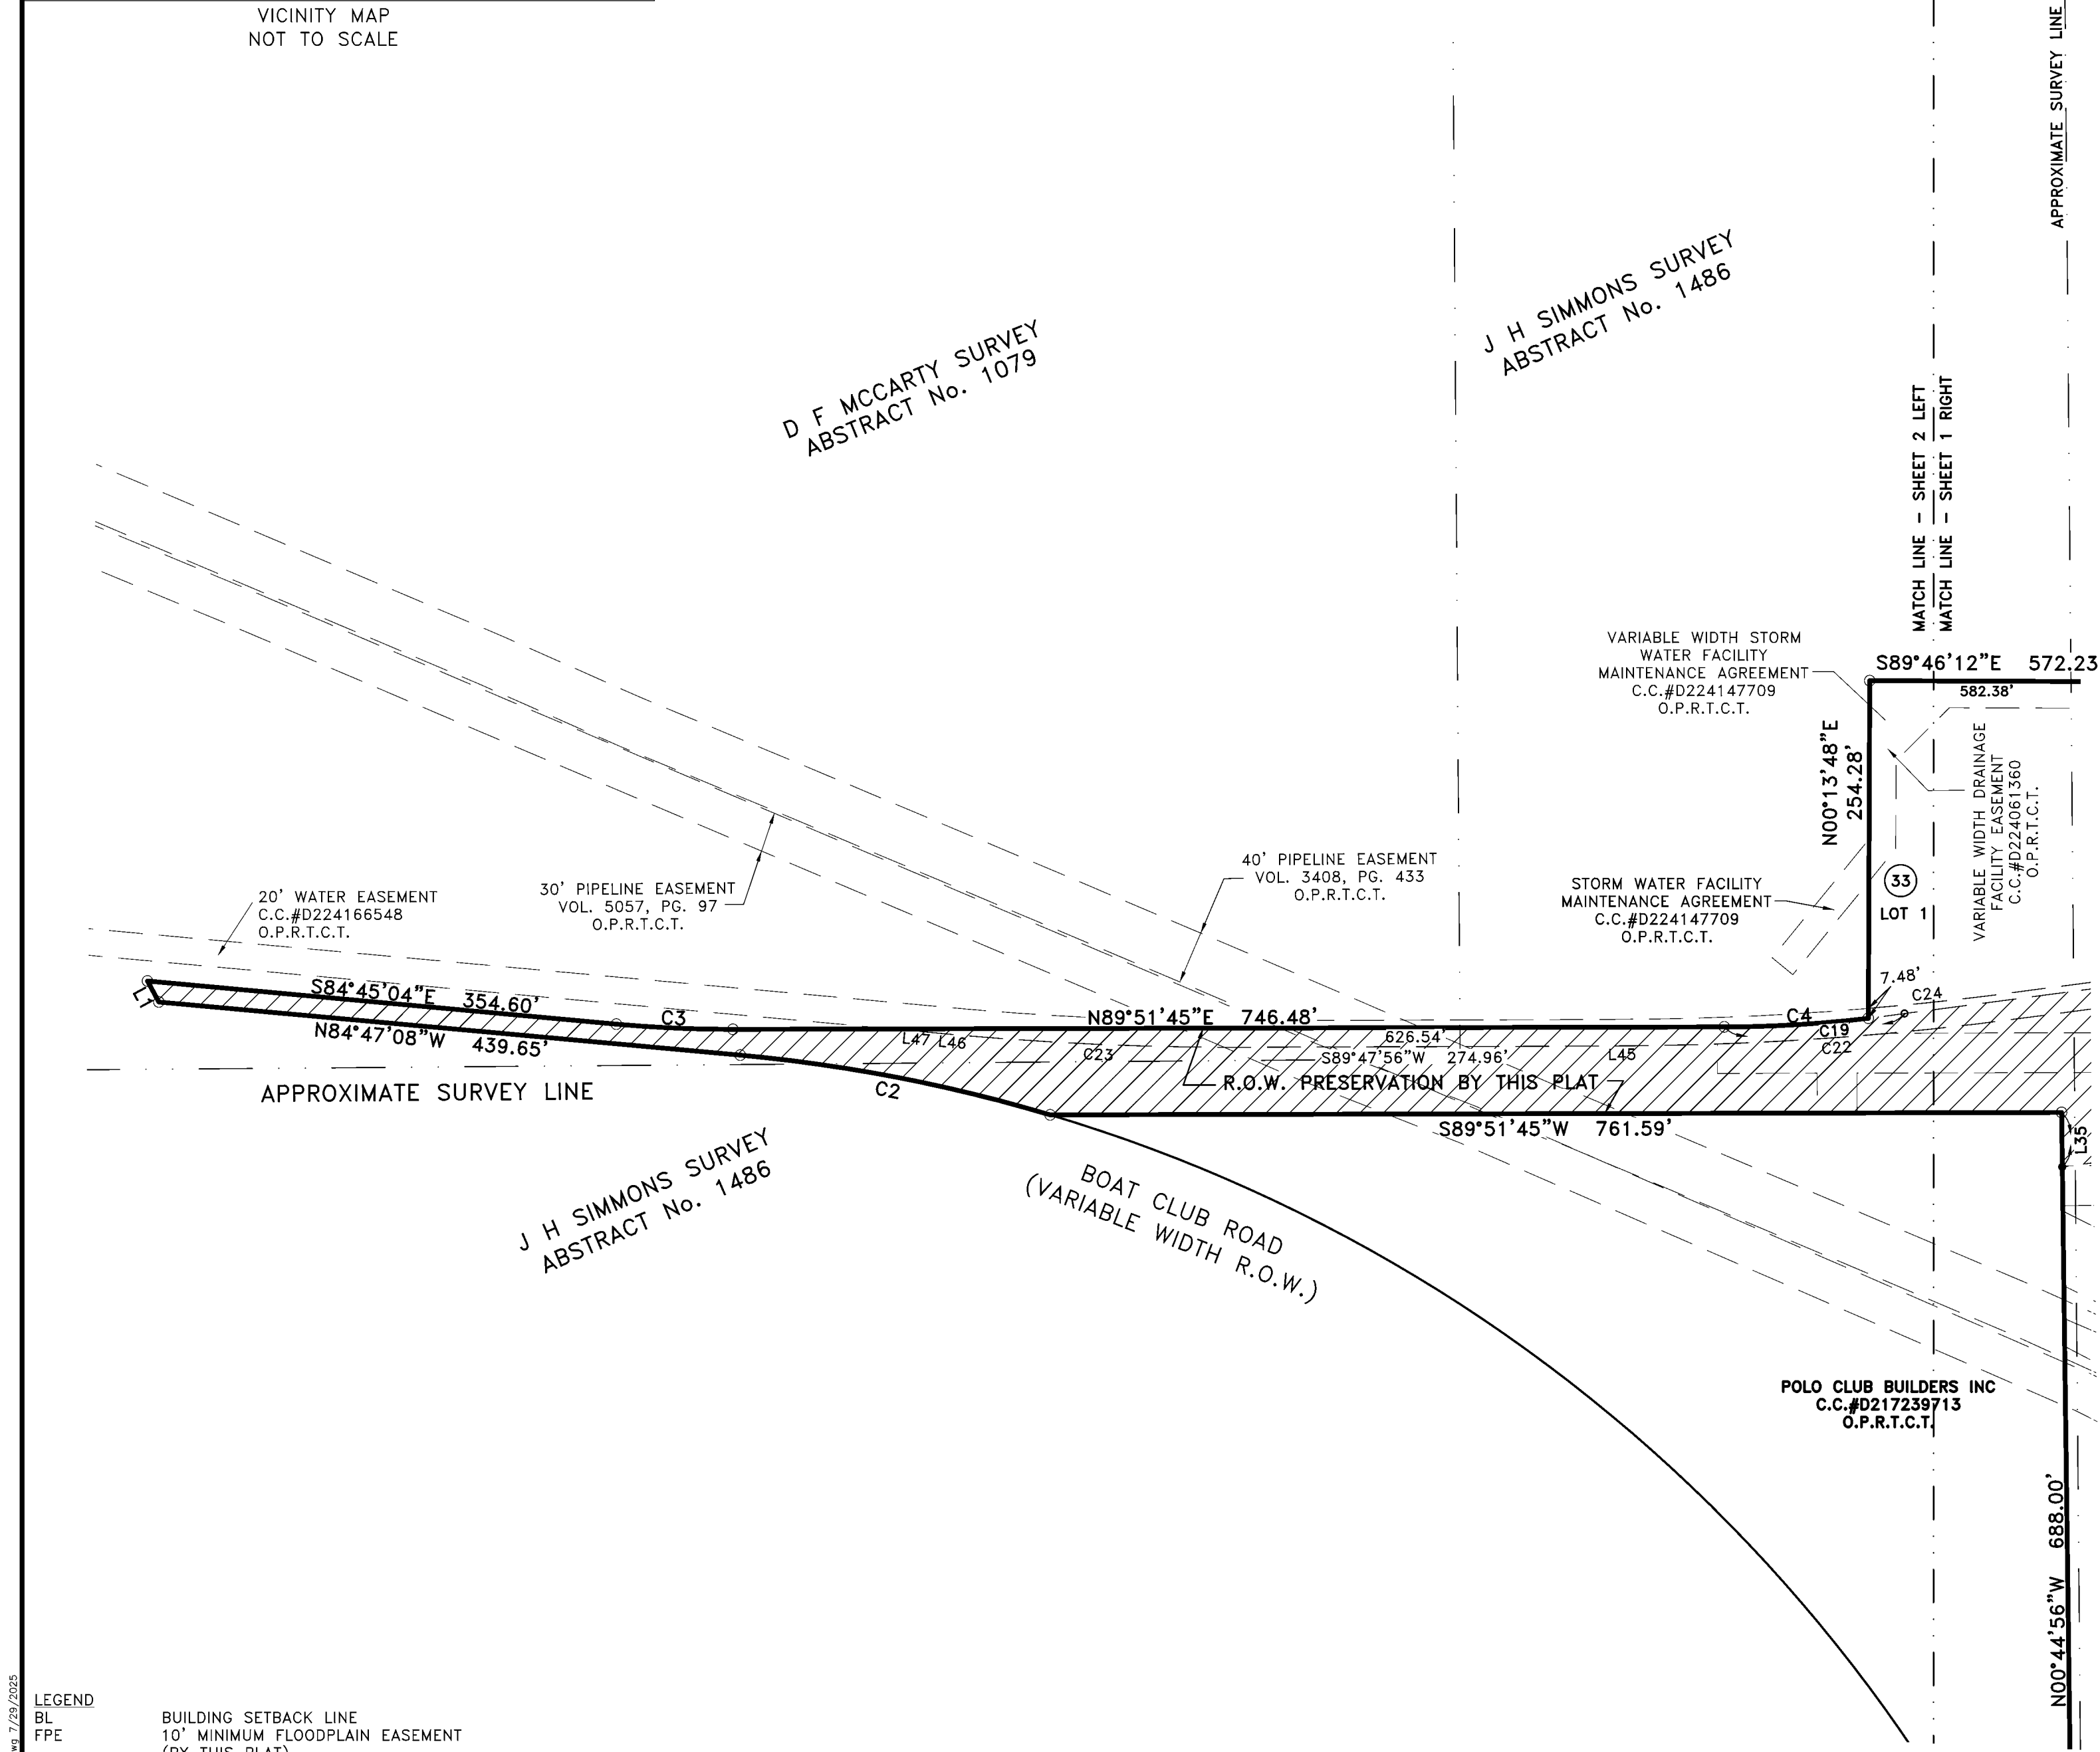 VICINITY MAP
NOT TO SCALE
APPROXIMATE SURVEY LINE
J H SIMMONS SURVEY
ABSTRACT No. 1486
D F MCCARTY SURVEY
ABSTRACT No. 1079
MATCH LINE - SHEET 2 LEFT
MATCH LINE - SHEET 1 RIGHT
VARIABLE WIDTH STORM
WATER FACILITY
MAINTENANCE AGREEMENT
C.C.#D224147709
O.P.R.T.C.T.
S89°46'12"E 572.23
582.38'
N00°13'48"E
254.28'
VARIABLE WIDTH DRAINAGE
FACILITY EASEMENT
C.C.#D224061360
O.P.R.T.C.T.
40' PIPELINE EASEMENT
VOL. 3408, PG. 433
O.P.R.T.C.T.
30' PIPELINE EASEMENT
VOL. 5057, PG. 97
O.P.R.T.C.T.
20' WATER EASEMENT
C.C.#D224166548
O.P.R.T.C.T.
STORM WATER FACILITY
MAINTENANCE AGREEMENT
C.C.#D224147709
O.P.R.T.C.T.
33
LOT 1
7.48'
C24
L1
S84°45'04"E 354.60'
C3
N89°51'45"E 746.48'
C4
C19
C22
N84°47'08"W 439.65'
L47 L46
C23
626.54'
S89°47'56"W 274.96'
L45
R.O.W. PRESERVATION BY THIS PLAT
C2
APPROXIMATE SURVEY LINE
S89°51'45"W 761.59'
L35
J H SIMMONS SURVEY
ABSTRACT No. 1486
BOAT CLUB ROAD
(VARIABLE WIDTH R.O.W.)
POLO CLUB BUILDERS INC
C.C.#D217239713
O.P.R.T.C.T.
N00°44'56"W 688.00'
wg 7/29/2025
LEGEND
BL BUILDING SETBACK LINE
FPE 10' MINIMUM FLOODPLAIN EASEMENT
(BY THIS PLAT)